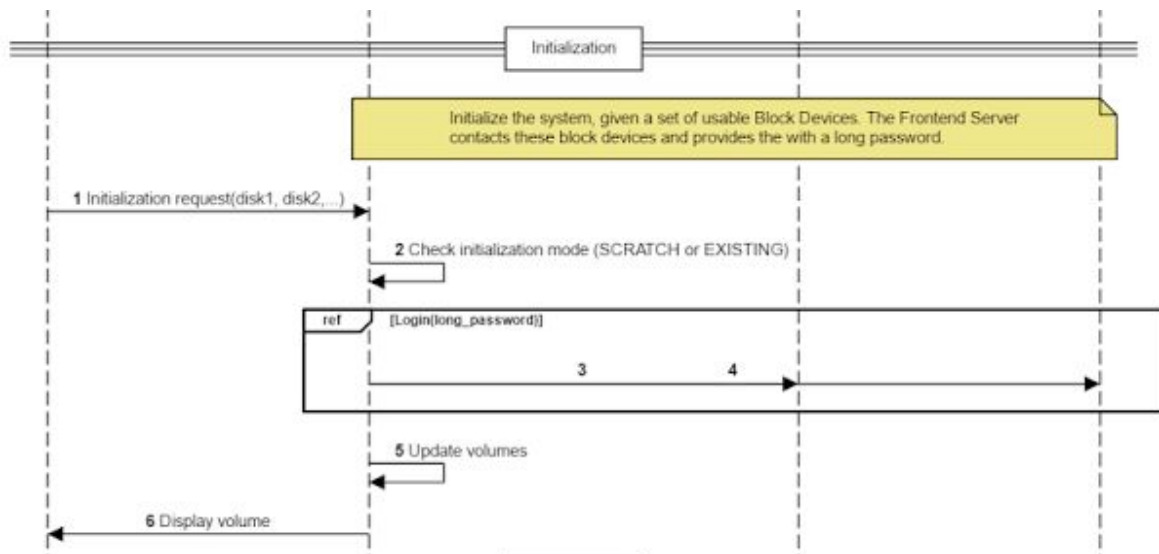 Initialization
Initialize the system, given a set of usable Block Devices. The Frontend Server
contacts these block devices and provides the with a long password.
1 Initialization request(disk1, disk2,...)
2 Check initialization mode (SCRATCH or EXISTING)
ref [Login(long_password)]
3 4
5 Update volumes
6 Display volume